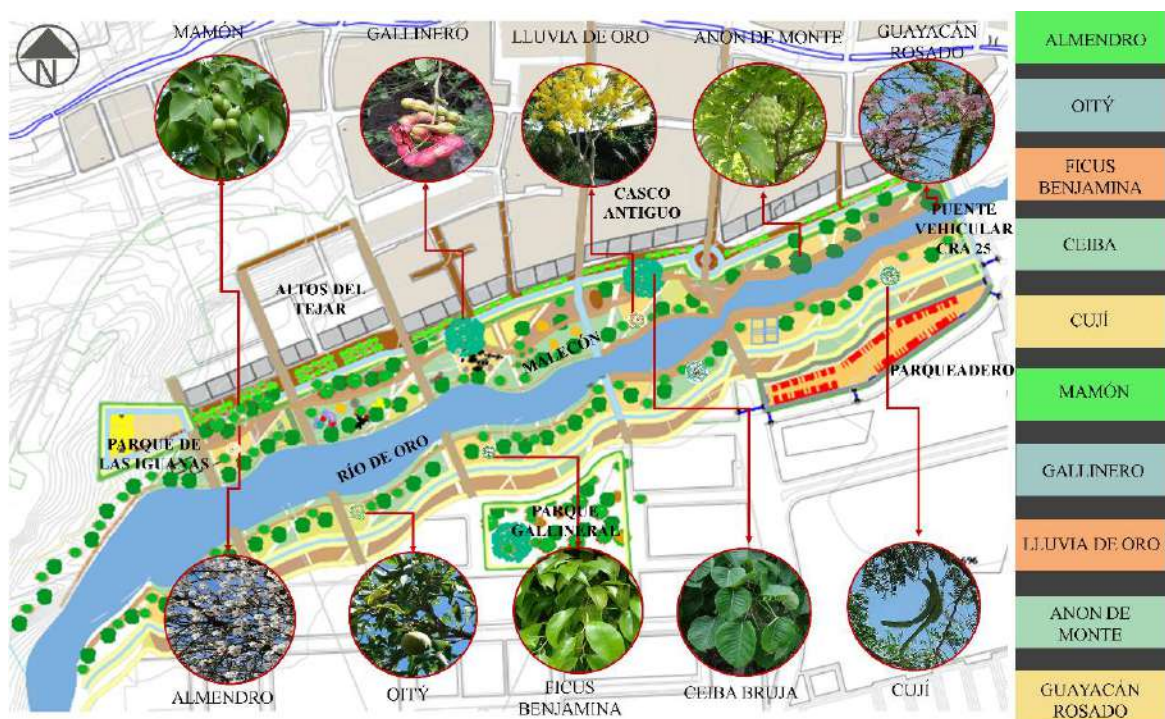 MAMÓN
GALLINERO
LLUVIA DE ORO
ANON DE MONTE
GUAYACÁN
ROSADO
N
CASCO
ANTIGUO
PUENTE
VEHICULAR
CRA 25
ALTOS DEL
TEJAR
MALECÓN
PARQUEADERO
PARQUE DE
LAS IGUANAS
RÍO DE ORO
PARQUE
GALLINERAL
ALMENDRO
OITÝ
FICUS
BENJAMINA
CEIBA BRUJA
CUJÍ
ALMENDRO
OITÝ
FICUS
BENJAMINA
CEIBA
CUJÍ
MAMÓN
GALLINERO
LLUVIA DE ORO
ANON DE
MONTE
GUAYACÁN
ROSADO